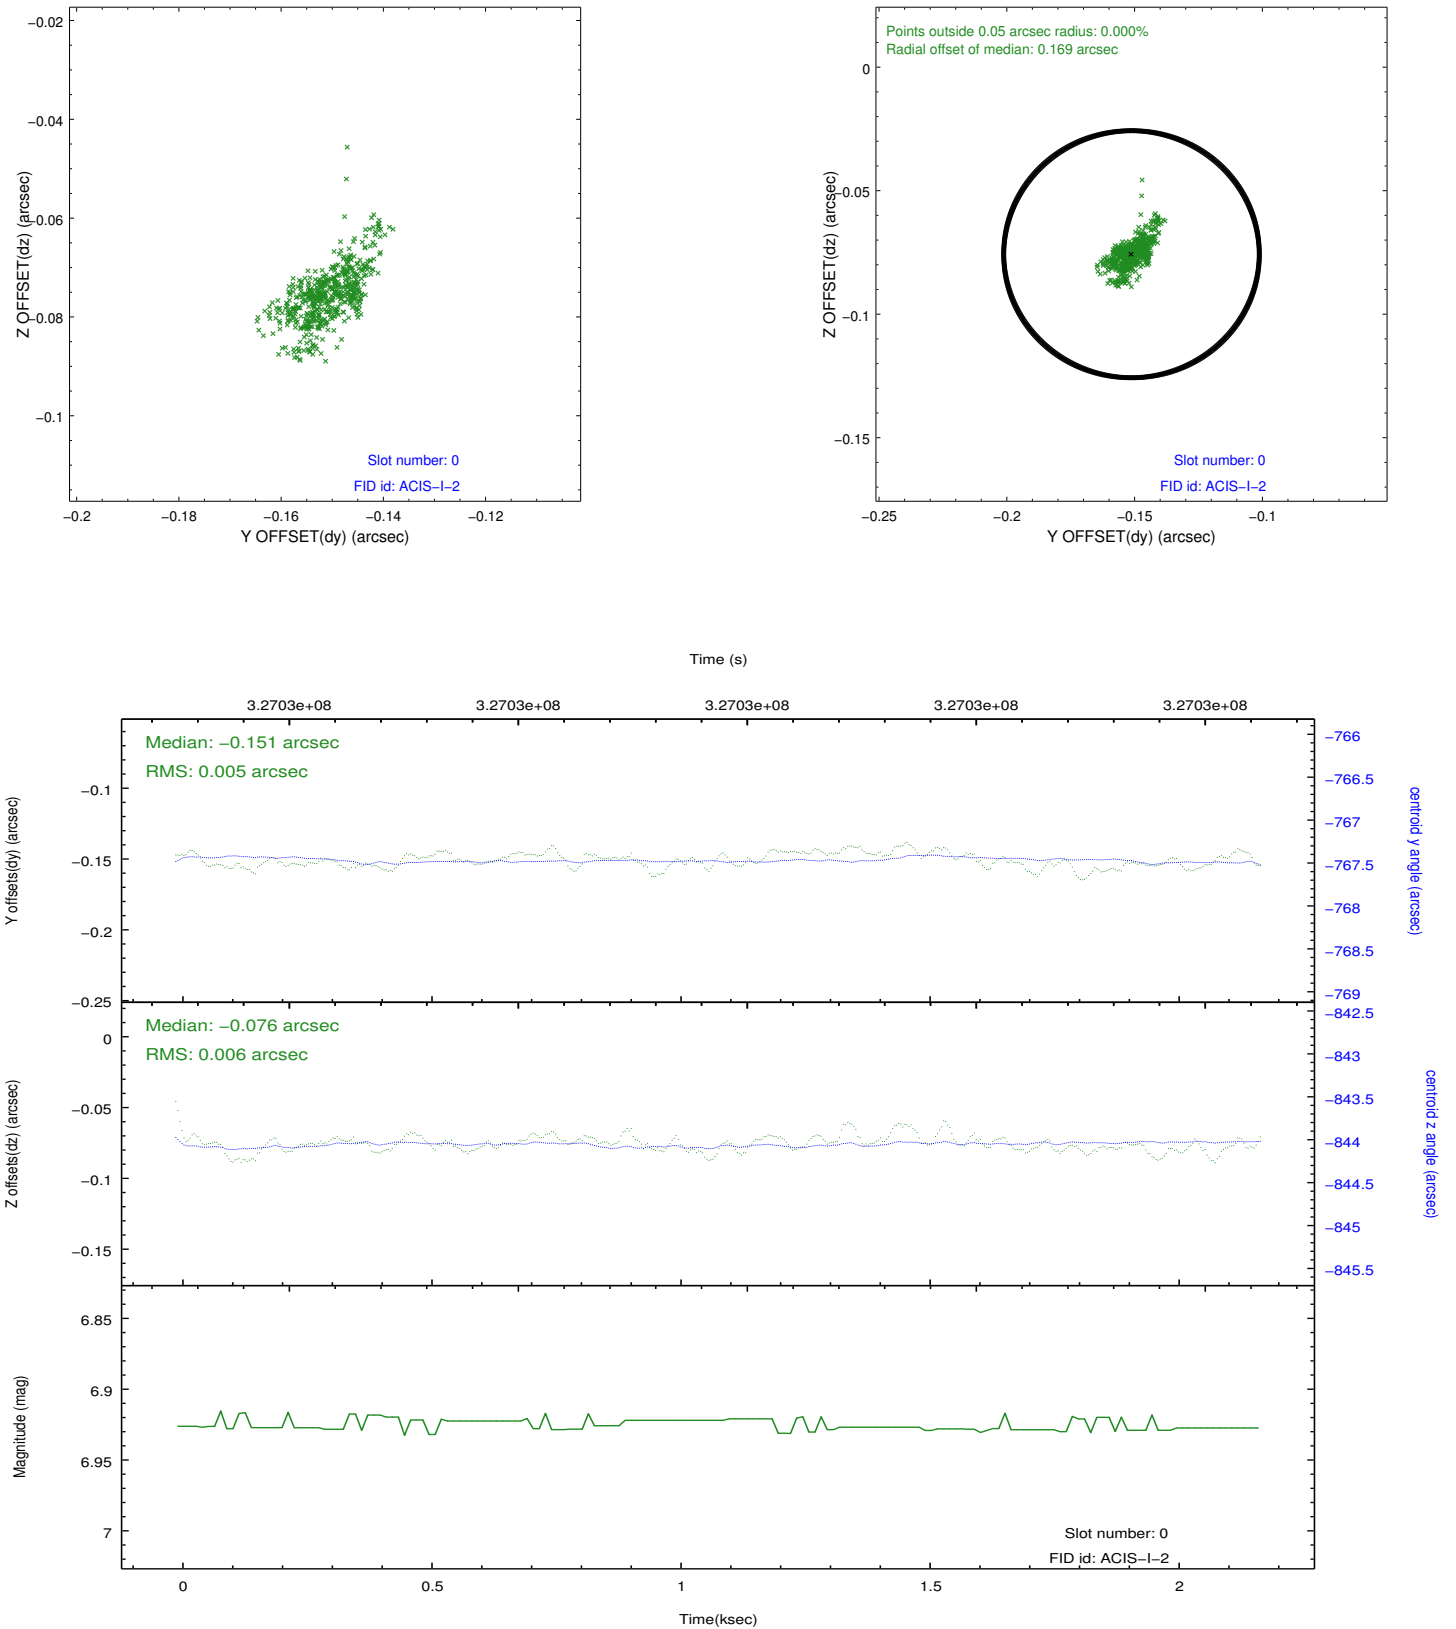 −0.02
−0.04
−0.06
−0.08
−0.1
Z OFFSET(dz) (arcsec)
Slot number: 0
FID id: ACIS−I−2
−0.2
−0.18
−0.16
−0.14
−0.12
Y OFFSET(dy) (arcsec)
Points outside 0.05 arcsec radius: 0.000%
Radial offset of median: 0.169 arcsec
0
−0.05
−0.1
−0.15
Z OFFSET(dz) (arcsec)
Slot number: 0
FID id: ACIS−I−2
−0.25
−0.2
−0.15
−0.1
Y OFFSET(dy) (arcsec)
Time (s)
3.2703e+08
3.2703e+08
3.2703e+08
3.2703e+08
3.2703e+08
Median: −0.151 arcsec
RMS: 0.005 arcsec
−0.1
−0.15
−0.2
−0.25
Y offsets(dy) (arcsec)
−766
−766.5
−767
−767.5
−768
−768.5
−769
centroid y angle (arcsec)
Median: −0.076 arcsec
RMS: 0.006 arcsec
0
−0.05
−0.1
−0.15
Z offsets(dz) (arcsec)
−842.5
−843
−843.5
−844
−844.5
−845
−845.5
centroid z angle (arcsec)
6.85
6.9
6.95
7
Magnitude (mag)
Slot number: 0
FID id: ACIS−I−2
0
0.5
1
1.5
2
Time(ksec)